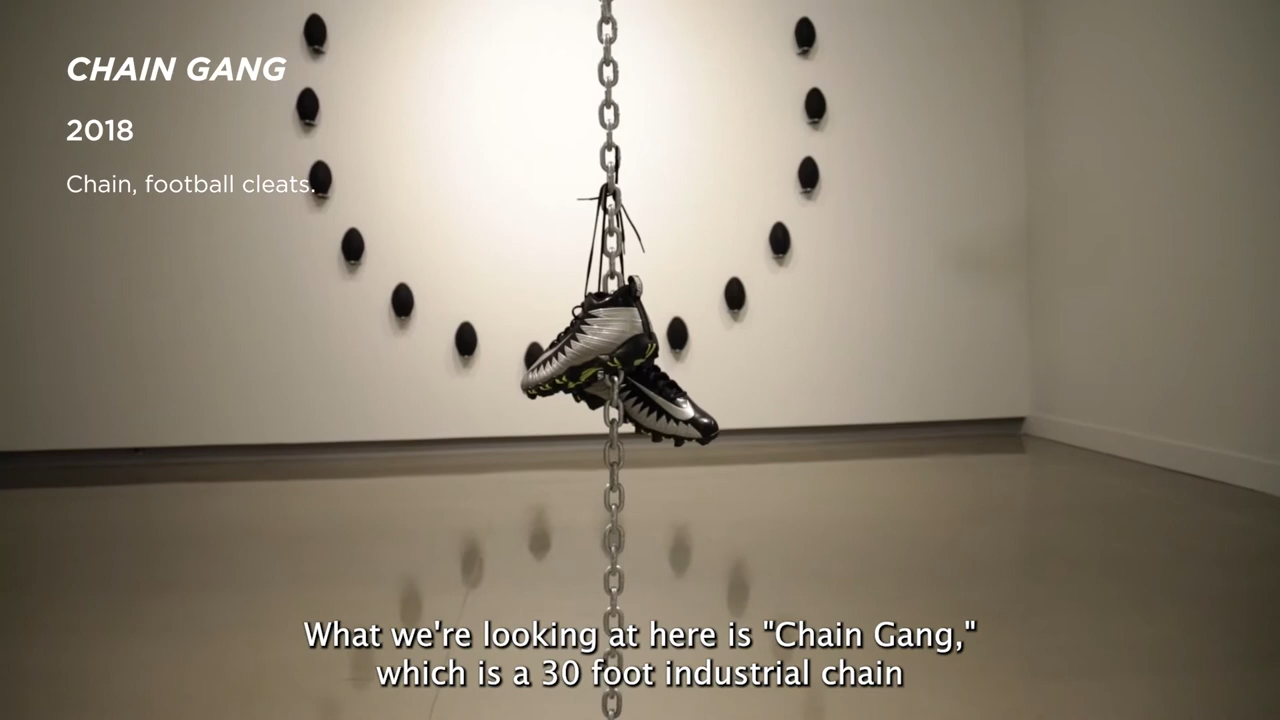 CHAIN GANG
2018
Chain, football cleats.
What we're looking at here is "Chain Gang,"
which is a 30 foot industrial chain